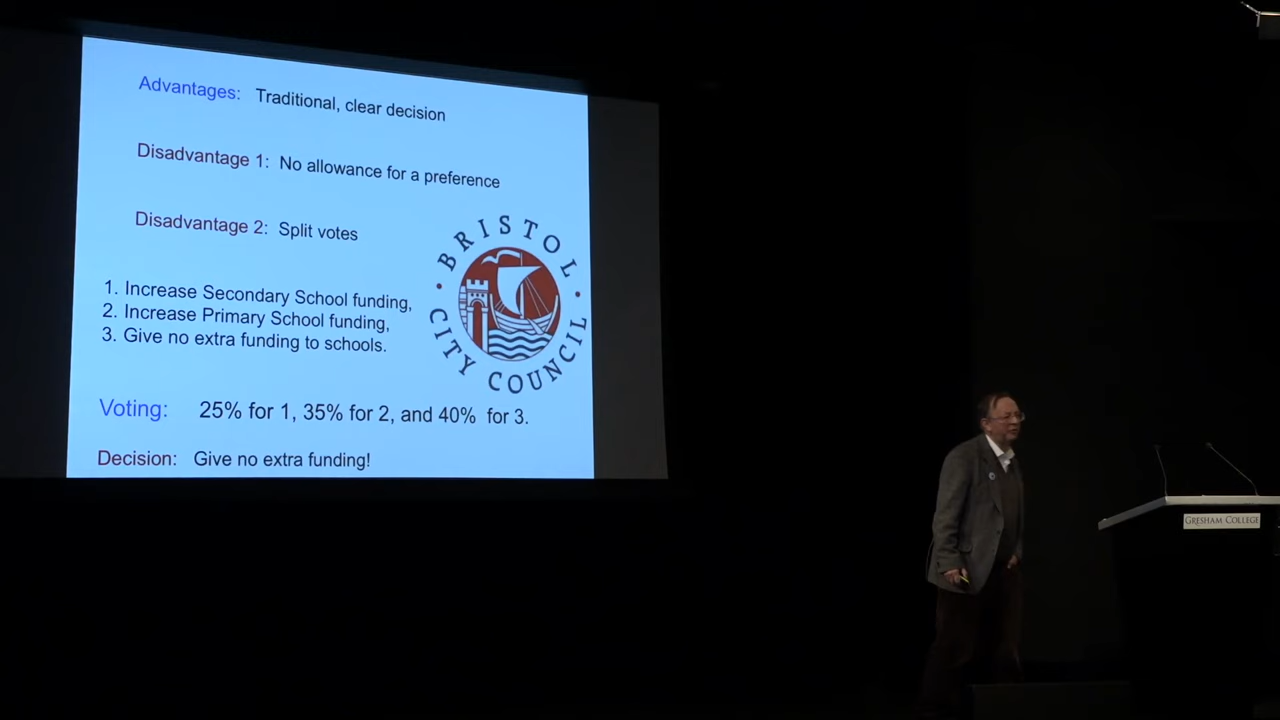 Advantages: Traditional, clear decision
Disadvantage 1: No allowance for a preference
Disadvantage 2: Split votes
BRISTOL
CITY COUNCIL
1. Increase Secondary School funding,
2. Increase Primary School funding,
3. Give no extra funding to schools.
Voting: 25% for 1, 35% for 2, and 40% for 3.
Decision: Give no extra funding!
GRESHAM COLLEGE